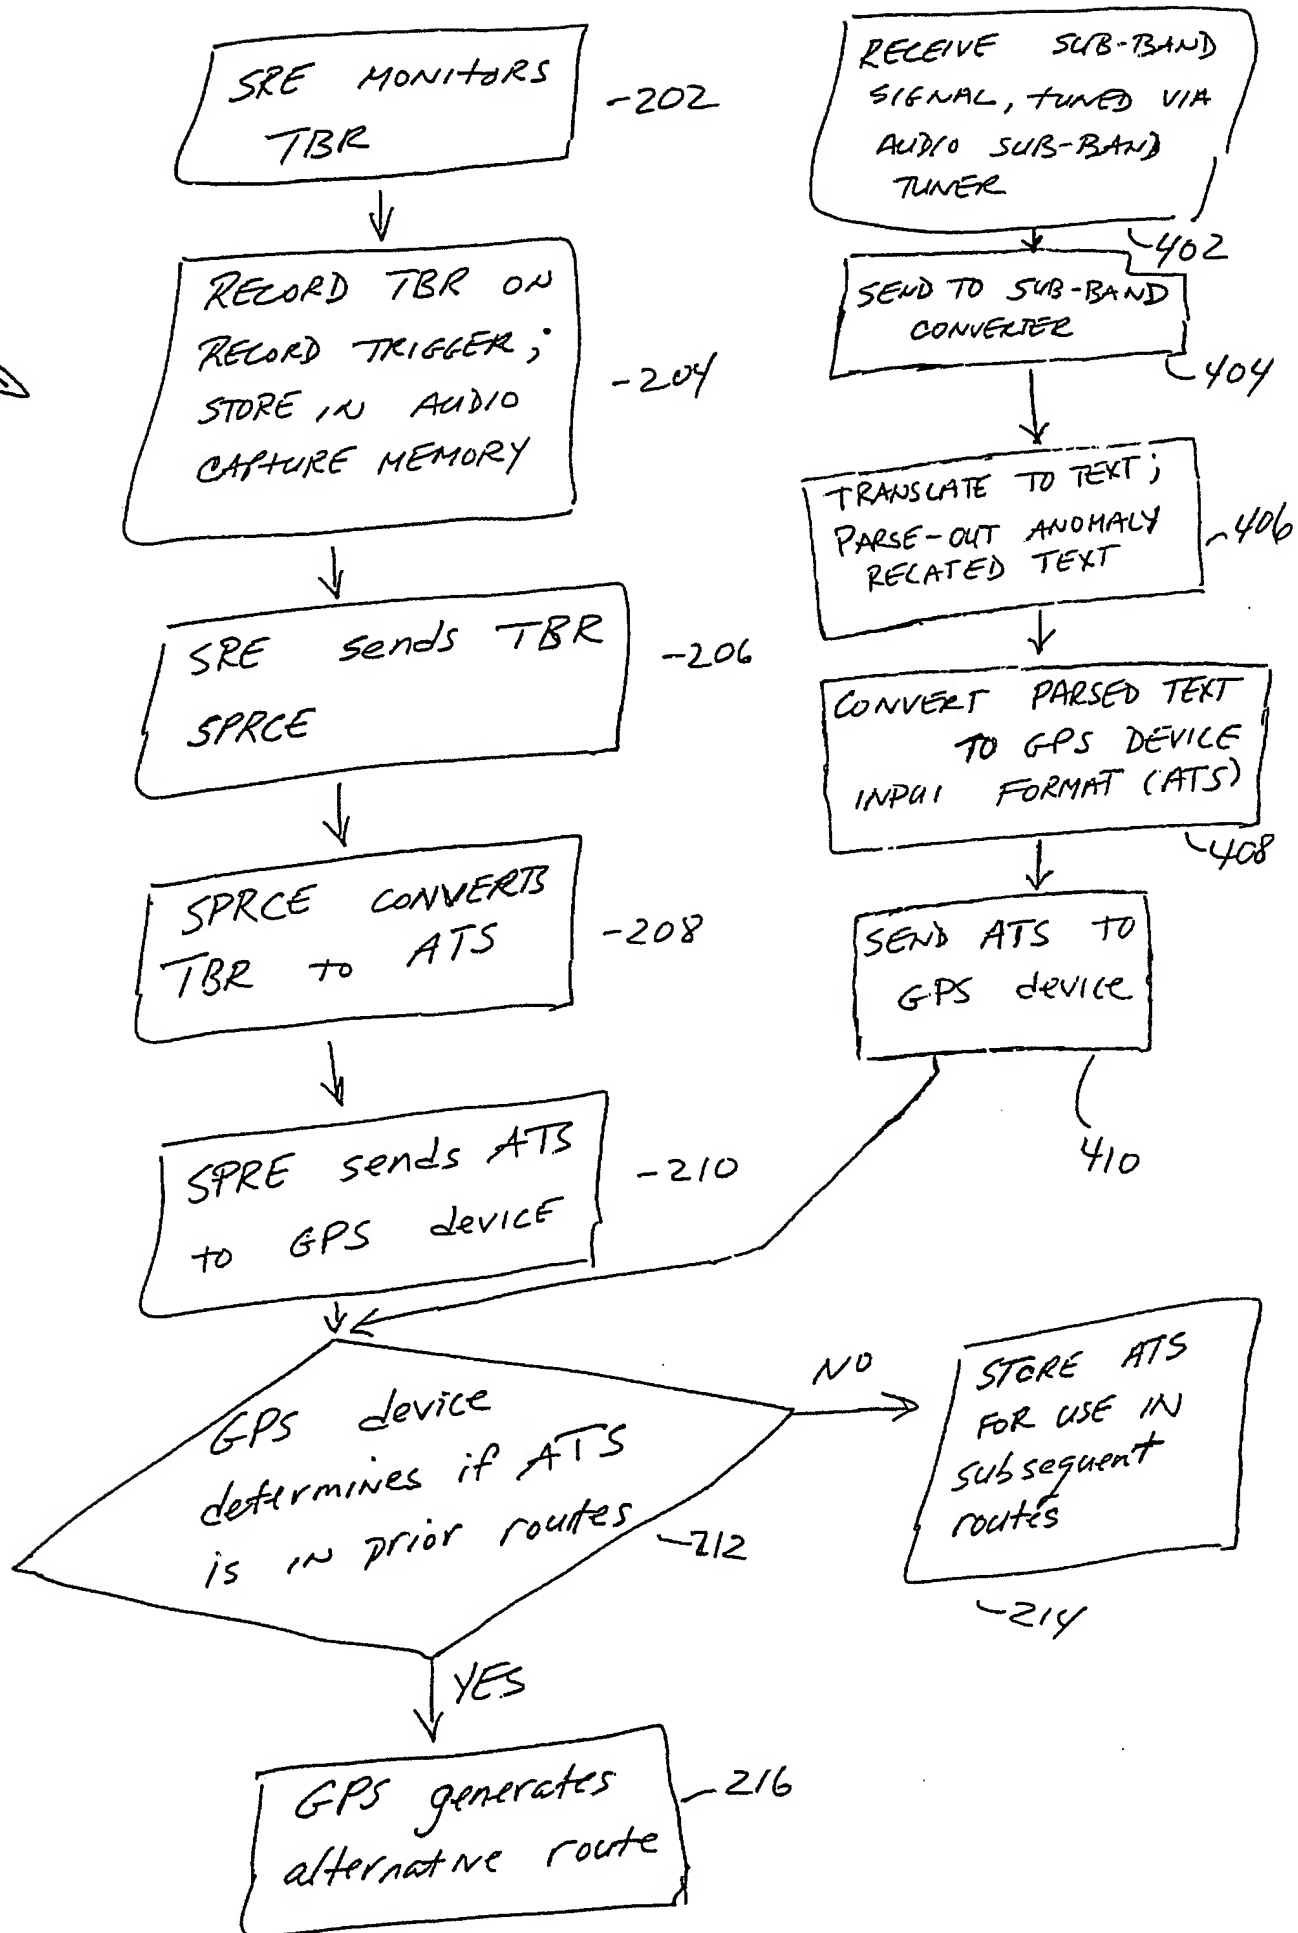 SRE MONITORS
TBR
-202
RECORD TBR ON
RECORD TRIGGER;
STORE IN AUDIO
CAPTURE MEMORY
-204
SRE sends TBR
SPRCE
-206
SPRCE CONVERTS
TBR to ATS
-208
SPRE sends ATS
to GPS device
-210
RECEIVE SUB-BAND
SIGNAL, TUNED VIA
AUDIO SUB-BAND
TUNER
402
SEND TO SUB-BAND
CONVERTER
404
TRANSLATE TO TEXT;
PARSE-OUT ANOMALY
RELATED TEXT
406
CONVERT PARSED TEXT
TO GPS DEVICE
INPUT FORMAT (ATS)
408
SEND ATS TO
GPS device
410
GPS device
determines if ATS
is in prior routes
-212
NO
STORE ATS
FOR USE IN
subsequent
routes
214
YES
GPS generates
alternative route
216